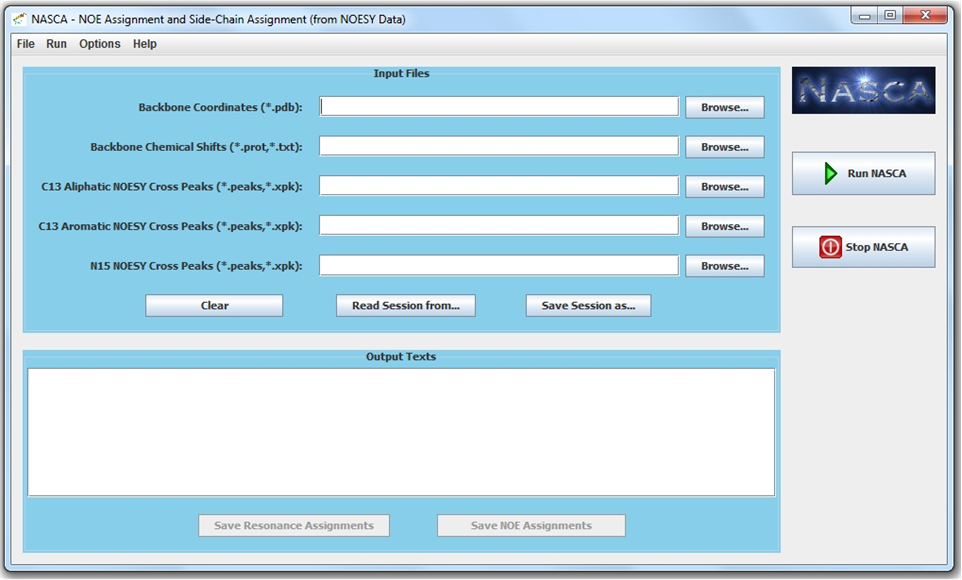 NASCA - NOE Assignment and Side-Chain Assignment (from NOESY Data)
File Run Options Help
Input Files
NASCA
Backbone Coordinates (*.pdb): Browse...
Backbone Chemical Shifts (*.prot,*.txt): Browse...
Run NASCA
C13 Aliphatic NOESY Cross Peaks (*.peaks,*.xpk): Browse...
C13 Aromatic NOESY Cross Peaks (*.peaks,*.xpk): Browse...
Stop NASCA
N15 NOESY Cross Peaks (*.peaks,*.xpk): Browse...
Clear Read Session from... Save Session as...
Output Texts
Save Resonance Assignments Save NOE Assignments